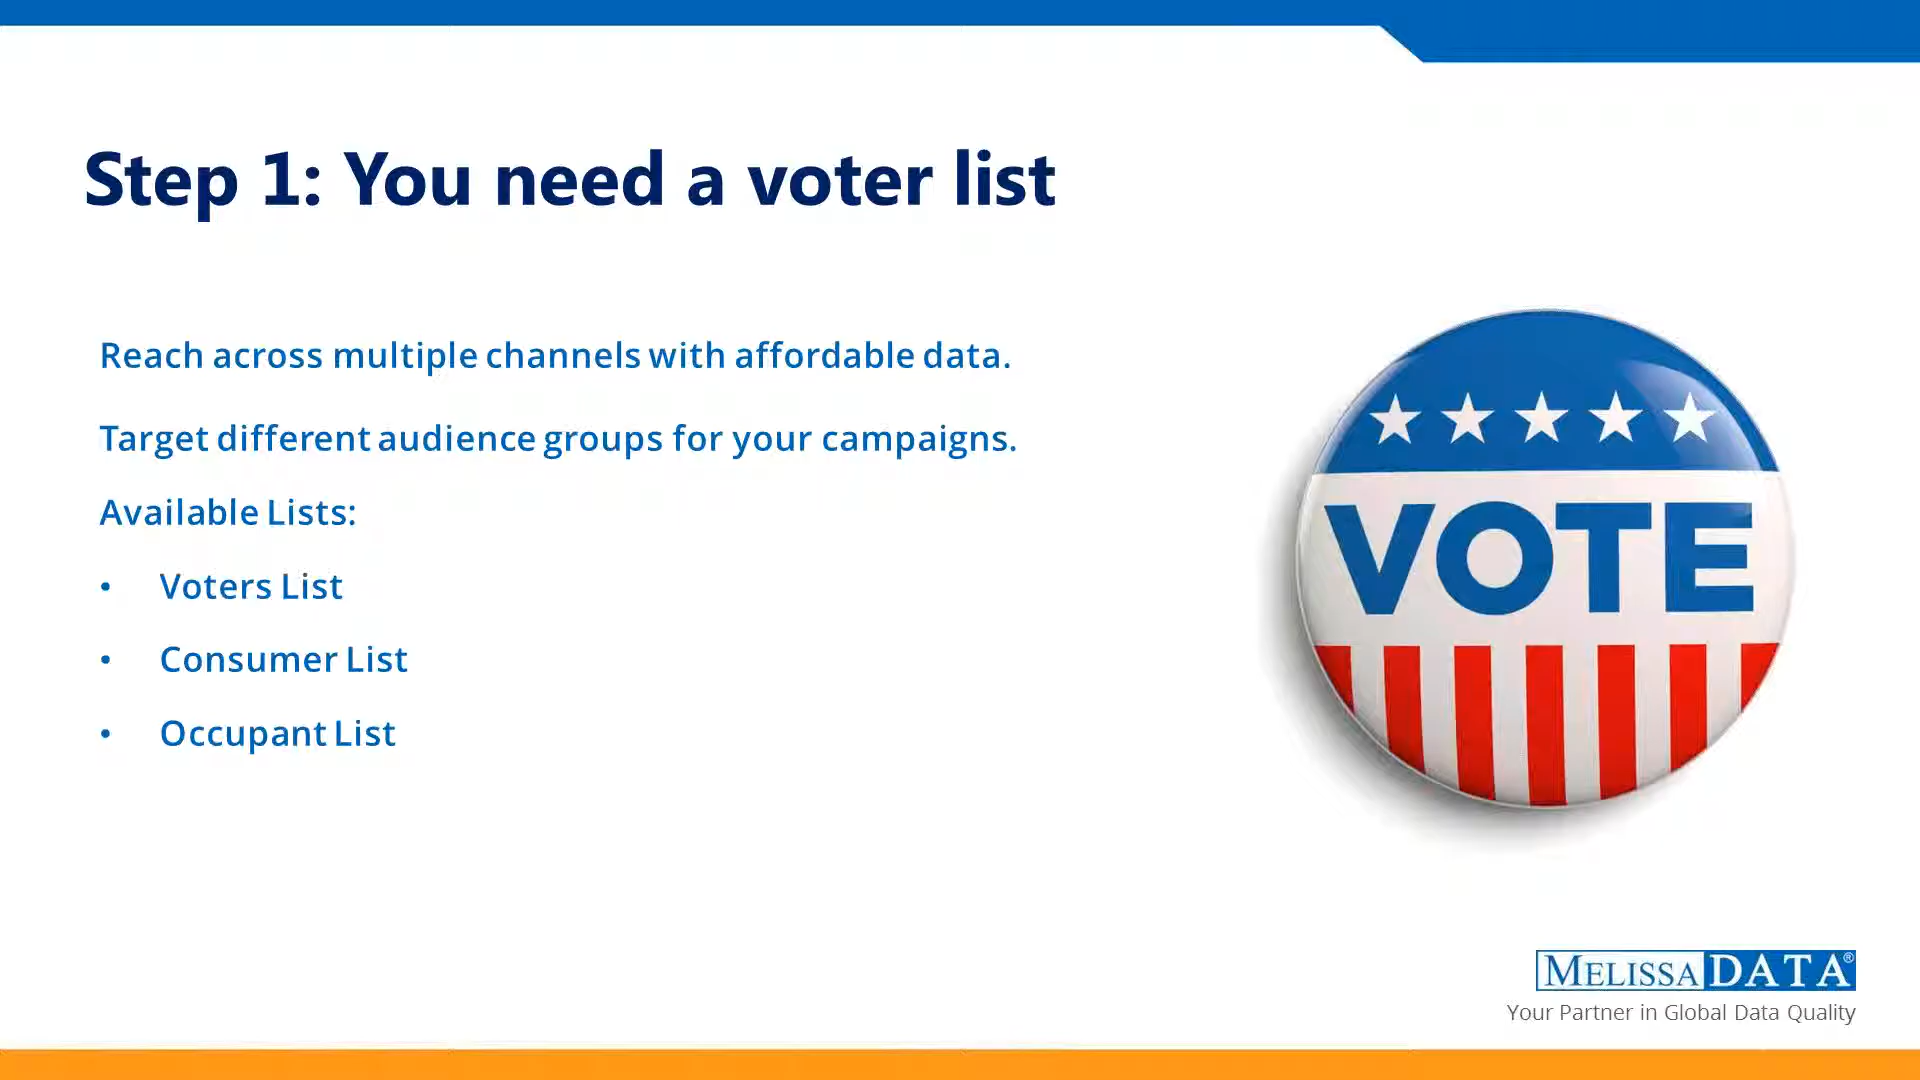 Step 1: You need a voter list
Reach across multiple channels with affordable data.
Target different audience groups for your campaigns.
Available Lists:
• Voters List
• Consumer List
• Occupant List
VOTE
MELISSA DATA®
Your Partner in Global Data Quality